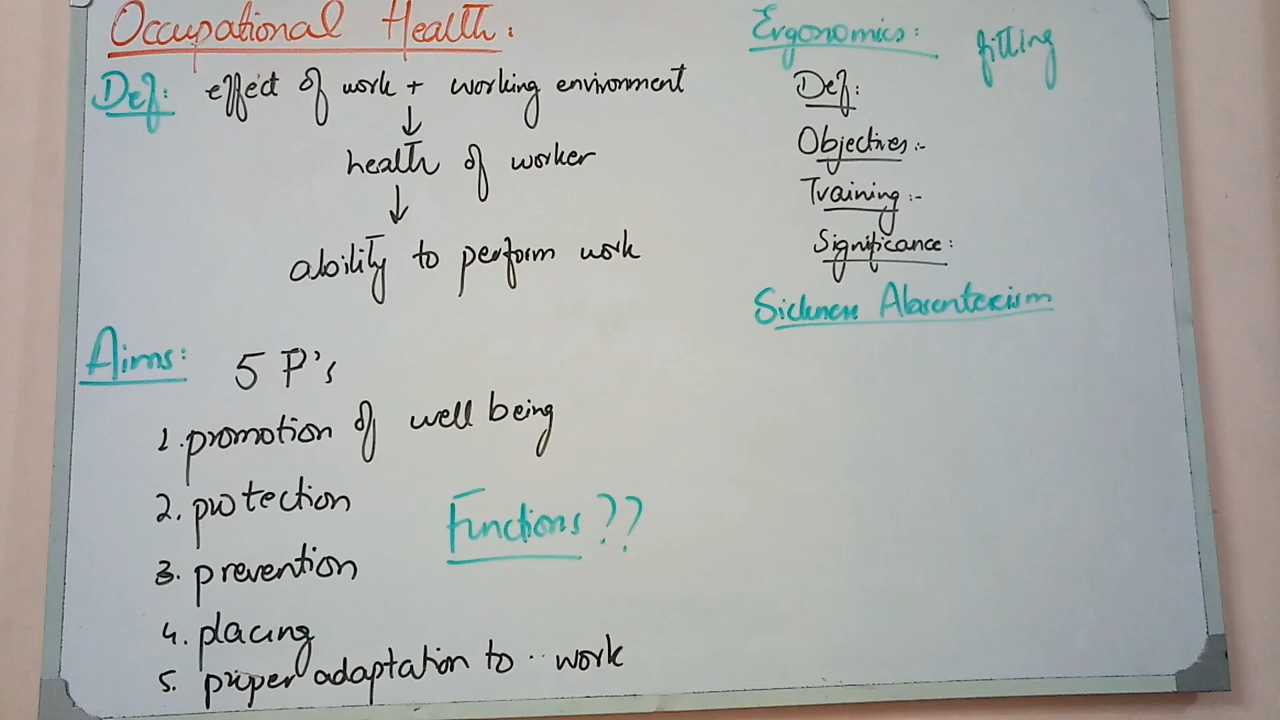 Occupational Health:
Def: effect of work + working environment
↓
health of worker
↓
ability to perform work
Aims: 5 P's
1. promotion of well being
2. protection
3. prevention
4. placing
5. proper adaptation to work
Functions ??
Ergonomics: fitting
Def:
Objectives:-
Training:-
Significance:
Sickness Absenteeism